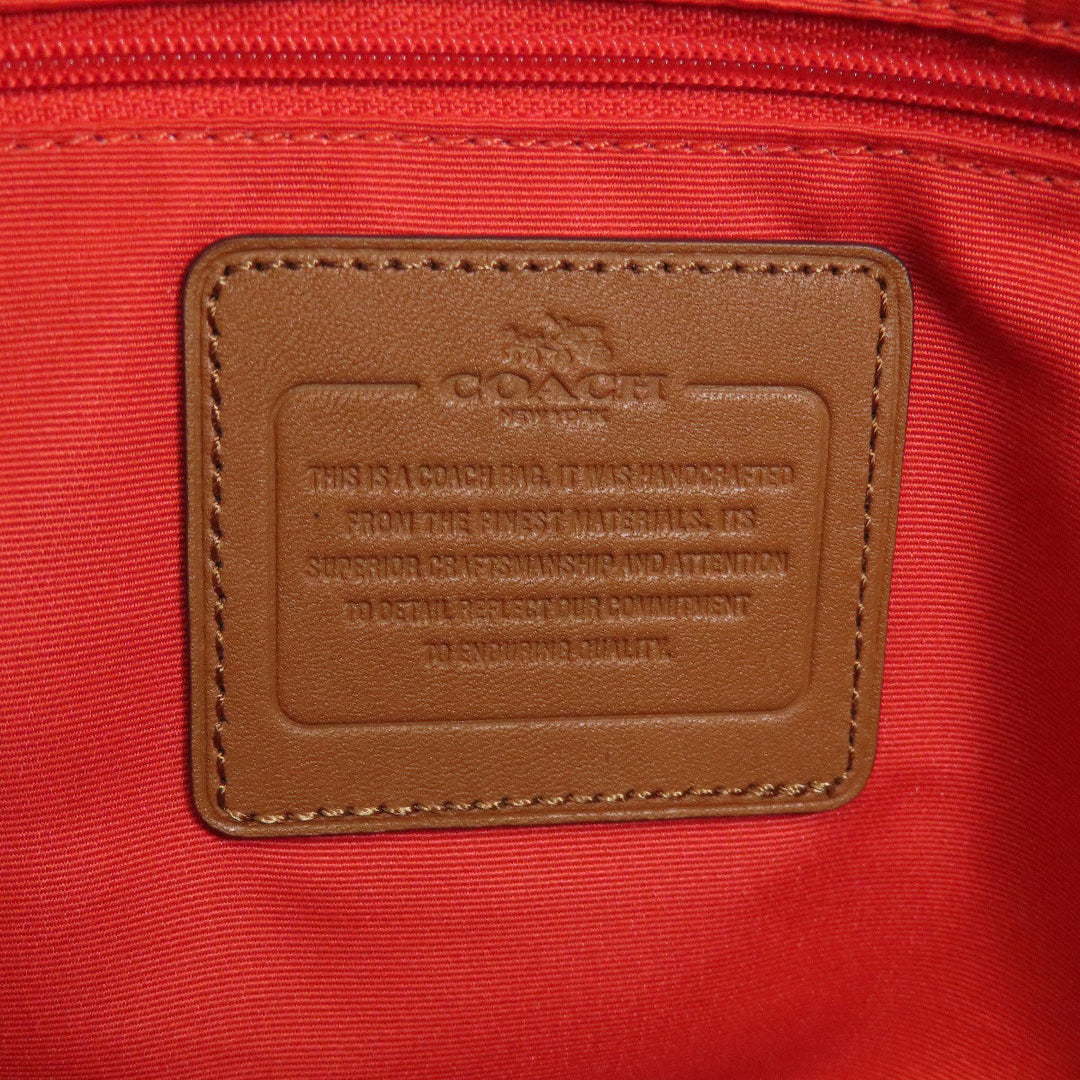 COACH
NEW YORK
THIS IS A COACH BAG. IT WAS HANDCRAFTED
FROM THE FINEST MATERIALS. ITS
SUPERIOR CRAFTSMANSHIP AND ATTENTION
TO DETAIL REFLECT OUR COMMITMENT
TO ENDURING QUALITY.